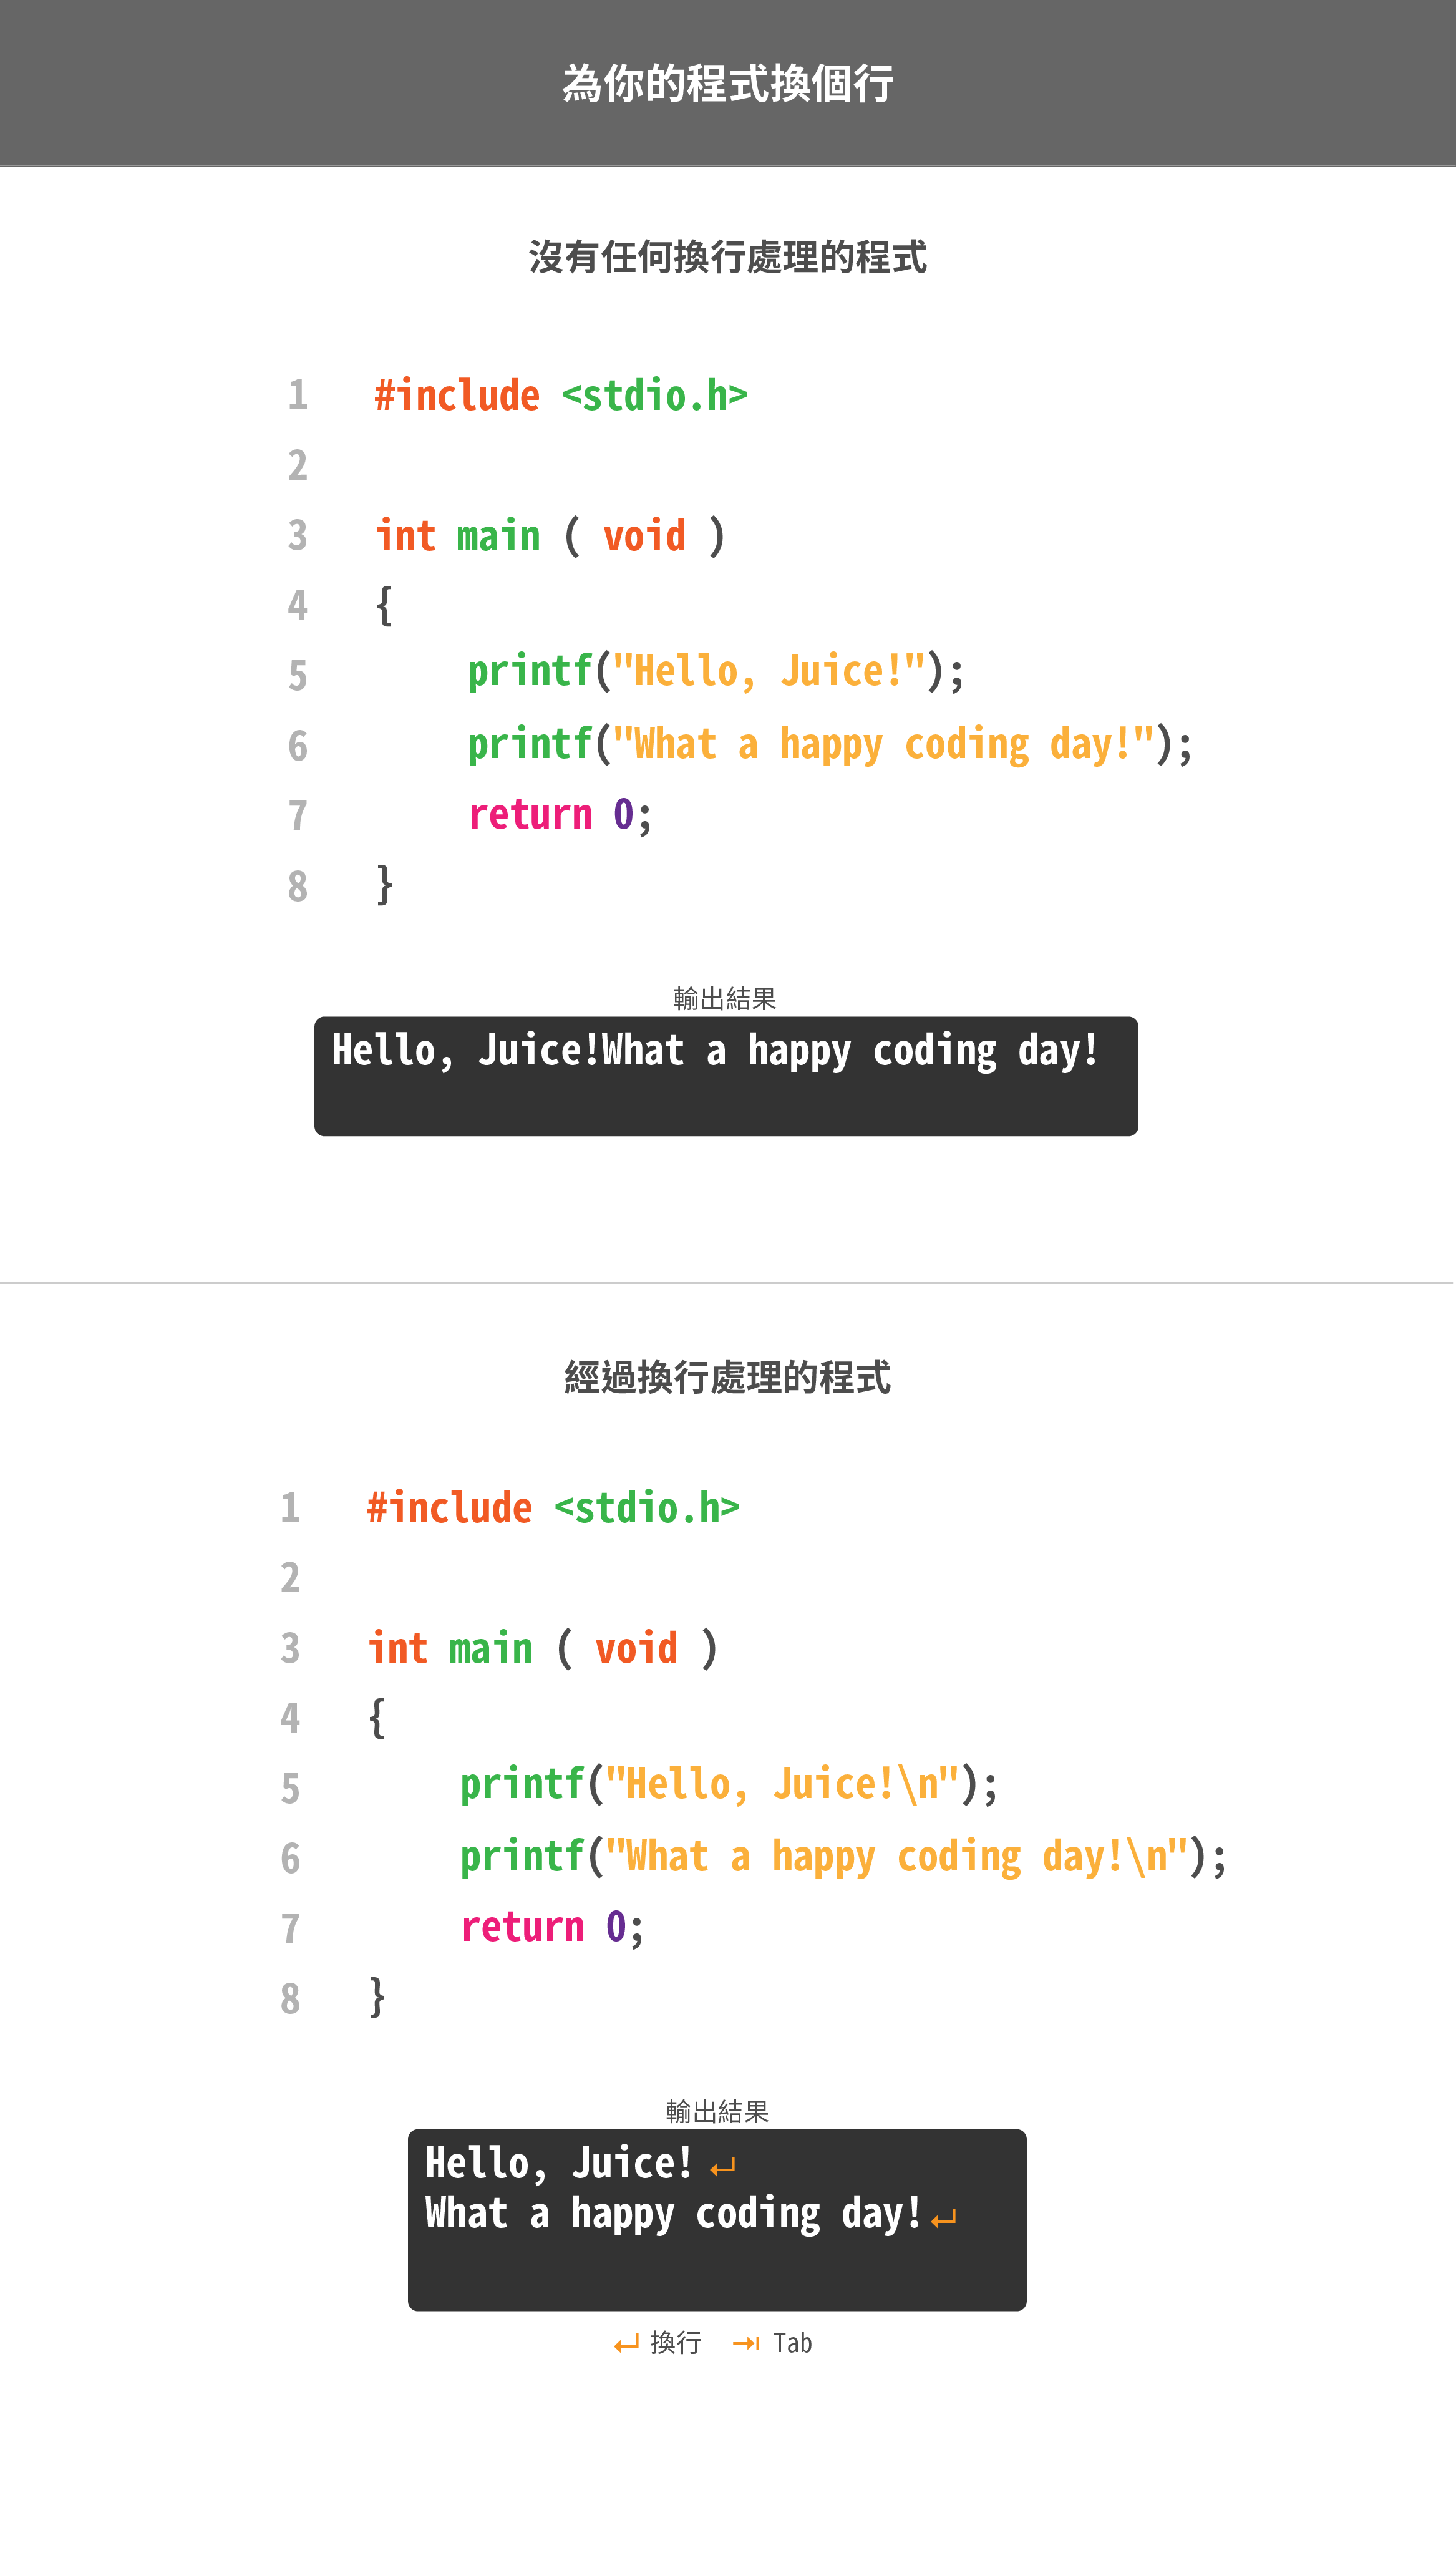 為你的程式換個行
沒有任何換行處理的程式
1 #include <stdio.h>
2
3 int main ( void )
4 {
5 printf("Hello, Juice!");
6 printf("What a happy coding day!");
7 return 0;
8 }
輸出結果
Hello, Juice!What a happy coding day!
經過換行處理的程式
1 #include <stdio.h>
2
3 int main ( void )
4 {
5 printf("Hello, Juice!\n");
6 printf("What a happy coding day!\n");
7 return 0;
8 }
輸出結果
Hello, Juice! ↵
What a happy coding day!↵
↵ 換行 ⇥ Tab